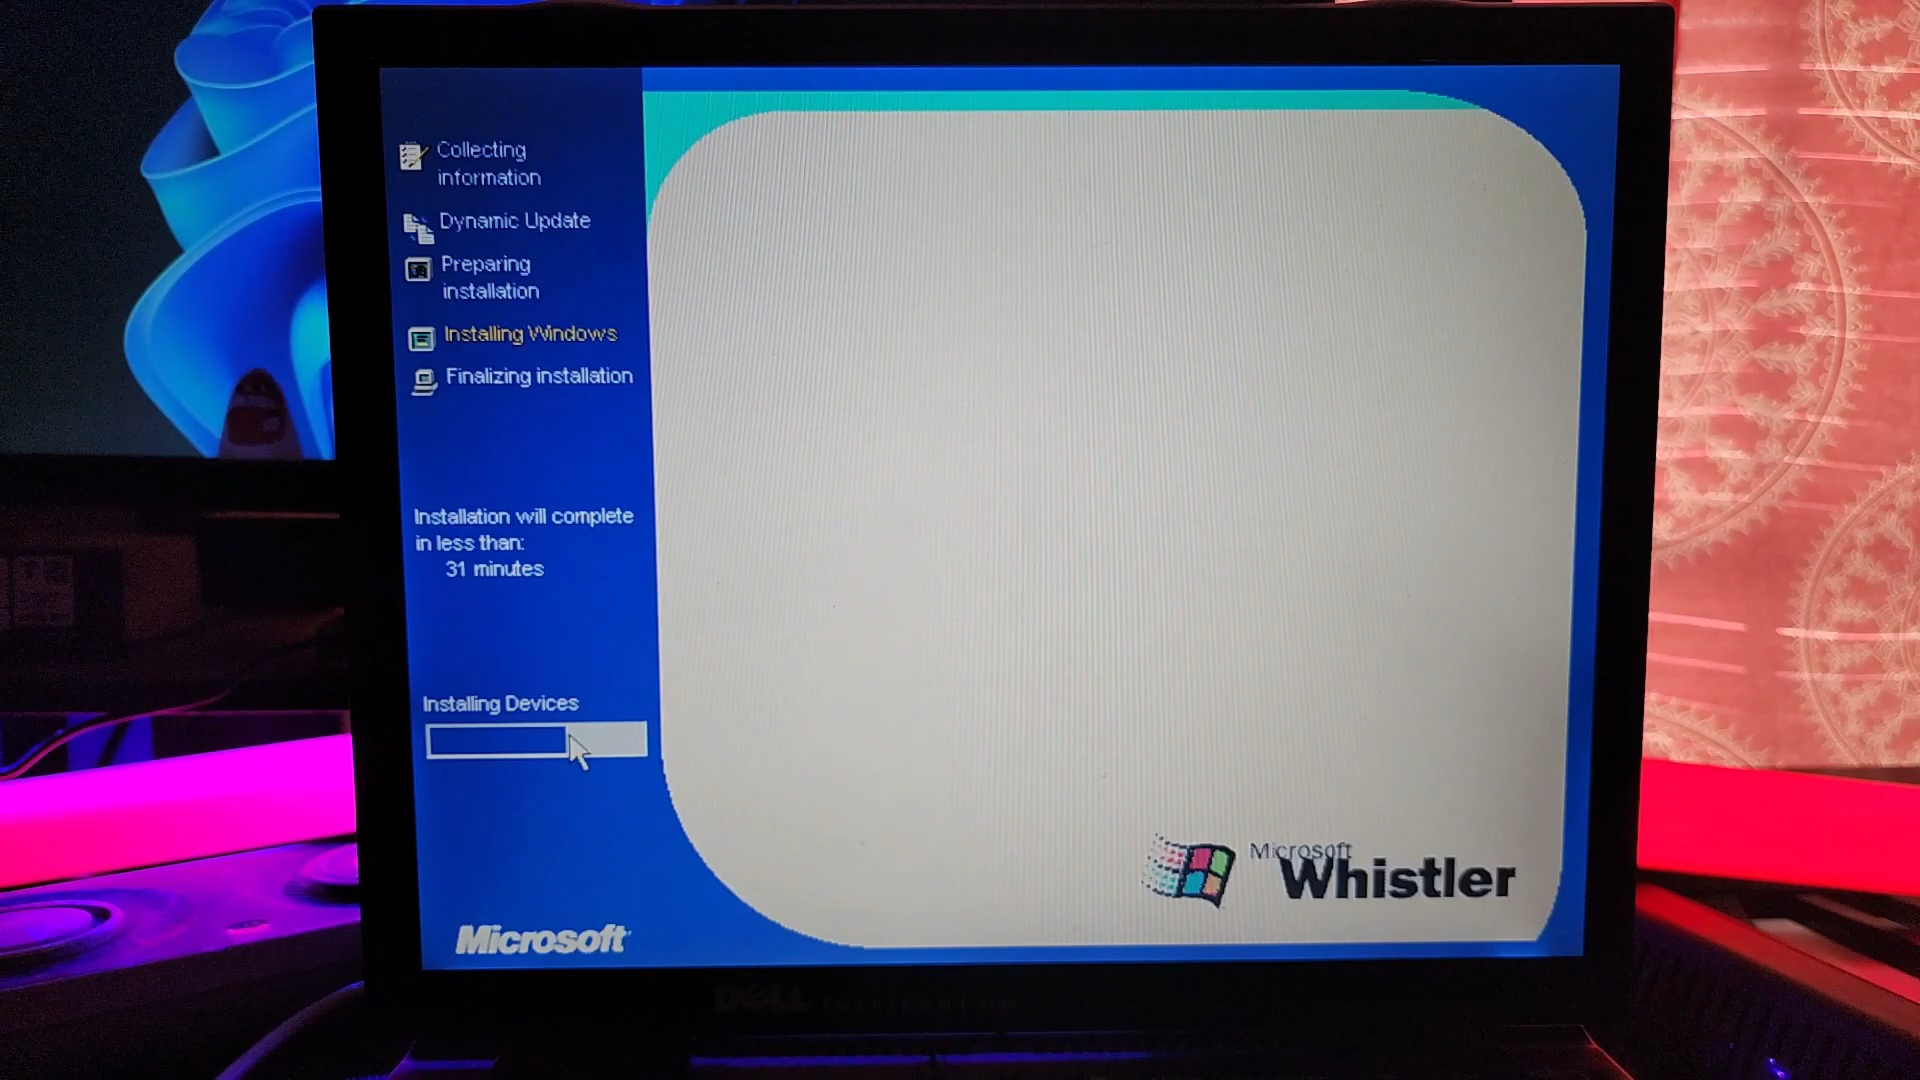 Collecting
information
Dynamic Update
Preparing
installation
Installing Windows
Finalizing installation
Installation will complete
in less than:
31 minutes
Installing Devices
Microsoft
Whistler
Microsoft
DELL